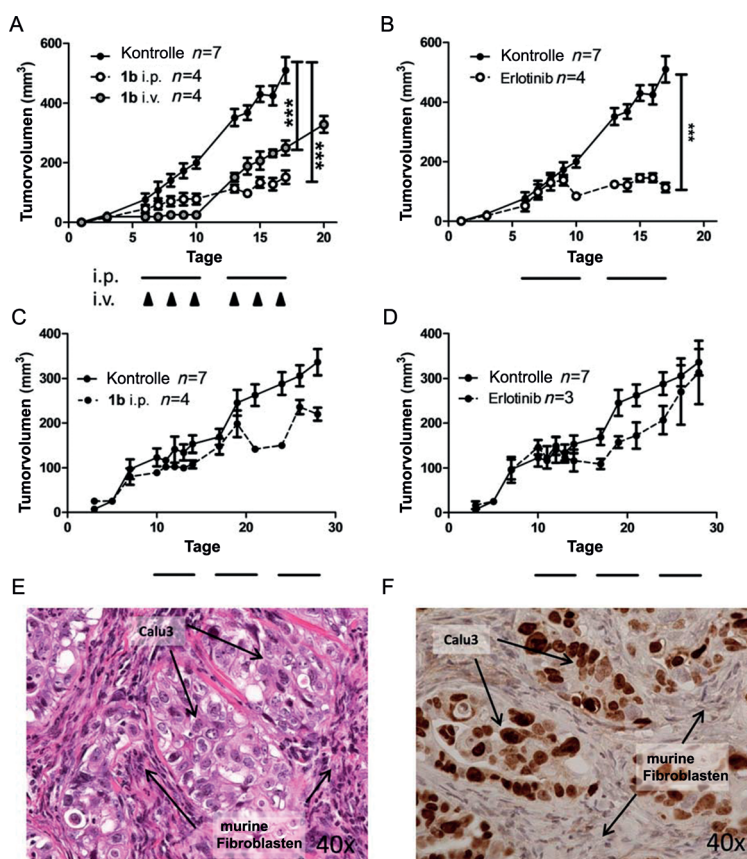 A
Tumorvolumen (mm³)
600
400
200
0
Kontrolle n=7
1b i.p. n=4
1b i.v. n=4
***
***
0 5 10 15 20
Tage
i.p.
i.v.
B
Tumorvolumen (mm³)
600
400
200
0
Kontrolle n=7
Erlotinib n=4
***
0 5 10 15 20
Tage
C
Tumorvolumen (mm³)
400
300
200
100
0
Kontrolle n=7
1b i.p. n=4
0 10 20 30
Tage
D
Tumorvolumen (mm³)
400
300
200
100
0
Kontrolle n=7
Erlotinib n=3
0 10 20 30
Tage
E
Calu3
murine
Fibroblasten
40x
F
Calu3
murine
Fibroblasten
40x